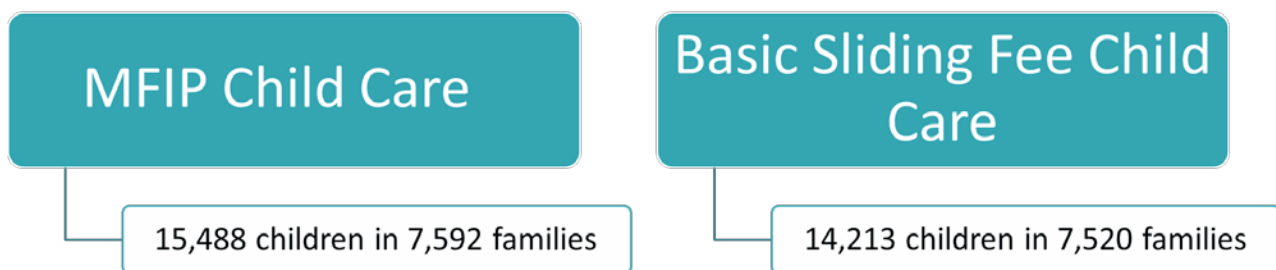 MFIP Child Care
15,488 children in 7,592 families
Basic Sliding Fee Child
Care
14,213 children in 7,520 families